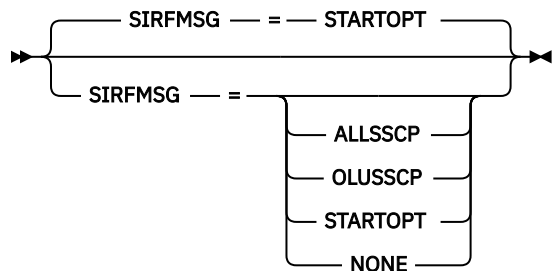 SIRFMSG = STARTOPT
SIRFMSG =
ALLSSCP
OLUSSCP
STARTOPT
NONE